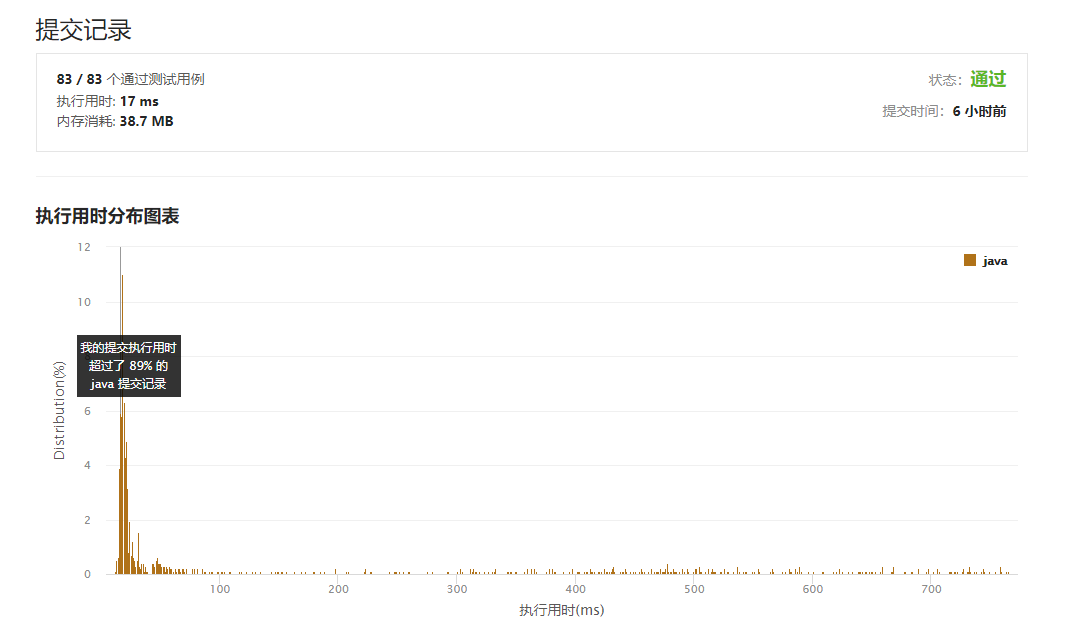 提交记录
83 / 83 个通过测试用例
状态：通过
执行用时: 17 ms
提交时间：6 小时前
内存消耗: 38.7 MB
执行用时分布图表
12
java
10
我的提交执行用时
超过了 89% 的
java 提交记录
Distribution(%)
6
4
2
0
100
200
300
400
500
600
700
执行用时(ms)